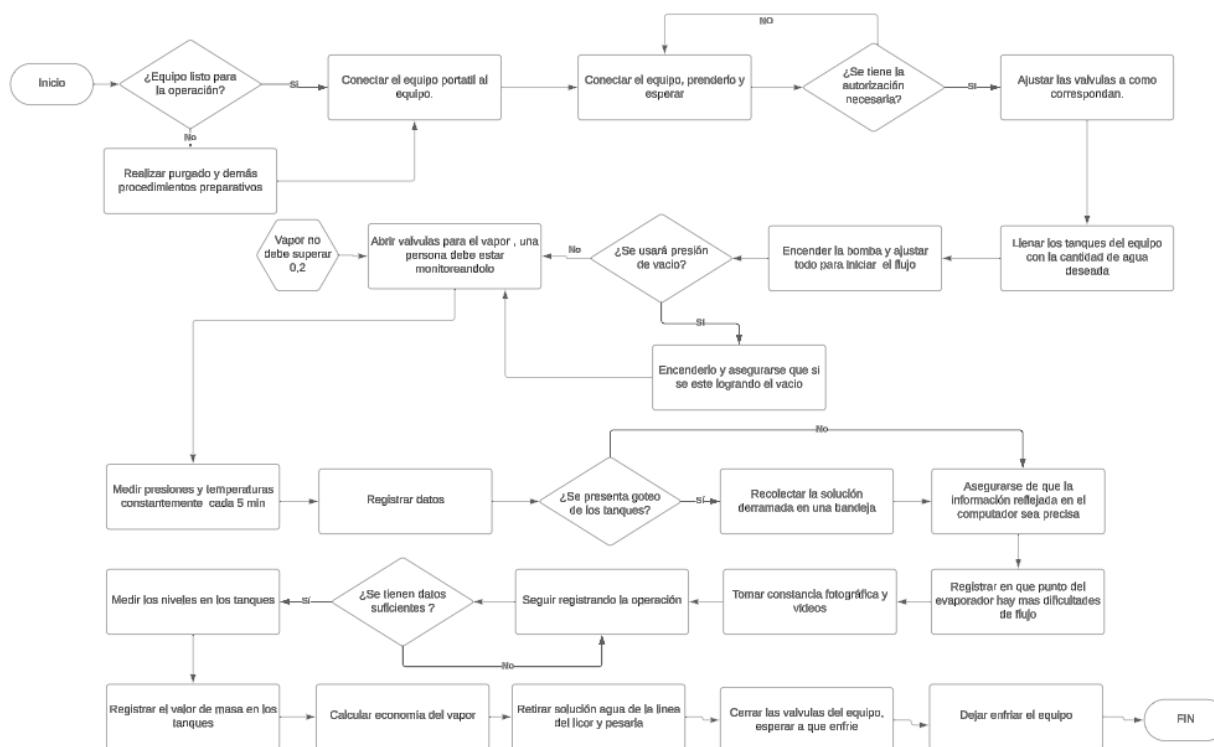 NO
Inicio
¿Equipo listo para
la operación?
Si
Conectar el equipo portatil al
equipo.
Conectar el equipo, prenderlo y
esperar
¿Se tiene la
autorización
necesaria?
Si
Ajustar las valvulas a como
correspondan.
No
Realizar purgado y demás
procedimientos preparativos
Vapor no
debe superar
0,2
Abrir valvulas para el vapor , una
persona debe estar
monitoreandolo
No
¿Se usará presión
de vacio?
Encender la bomba y ajustar
todo para iniciar el flujo
Llenar los tanques del equipo
con la cantidad de agua
deseada
Si
Encenderlo y asegurarse que si
se este logrando el vacio
No
Medir presiones y temperaturas
constantemente cada 5 min
Registrar datos
¿Se presenta goteo
de los tanques?
Sí
Recolectar la solución
derramada en una bandeja
Asegurarse de que la
información reflejada en el
computador sea precisa
Medir los niveles en los tanques
Sí
¿Se tienen datos
suficientes ?
Seguir registrando la operación
Tomar constancia fotográfica y
videos
Registrar en que punto del
evaporador hay mas dificultades
de flujo
No
Registrar el valor de masa en los
tanques
Calcular economía del vapor
Retirar solución agua de la linea
del licor y pesarla
Cerrar las valvulas del equipo,
esperar a que enfrie
Dejar enfriar el equipo
FIN